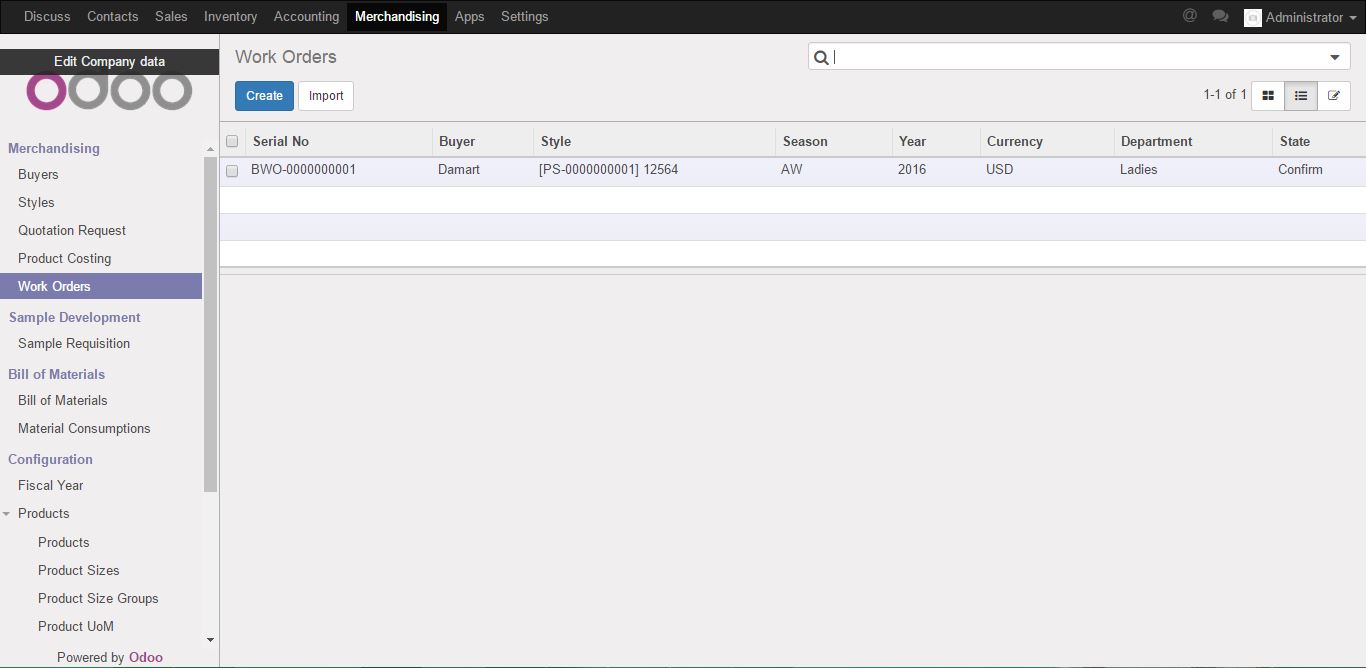 Discuss Contacts Sales Inventory Accounting Merchandising Apps Settings @ Administrator
Edit Company data
odoo
Merchandising
Buyers
Styles
Quotation Request
Product Costing
Work Orders
Sample Development
Sample Requisition
Bill of Materials
Bill of Materials
Material Consumptions
Configuration
Fiscal Year
Products
Products
Product Sizes
Product Size Groups
Product UoM
Powered by Odoo
Work Orders
Create Import 1-1 of 1
Serial No Buyer Style Season Year Currency Department State
BWO-0000000001 Damart [PS-0000000001] 12564 AW 2016 USD Ladies Confirm